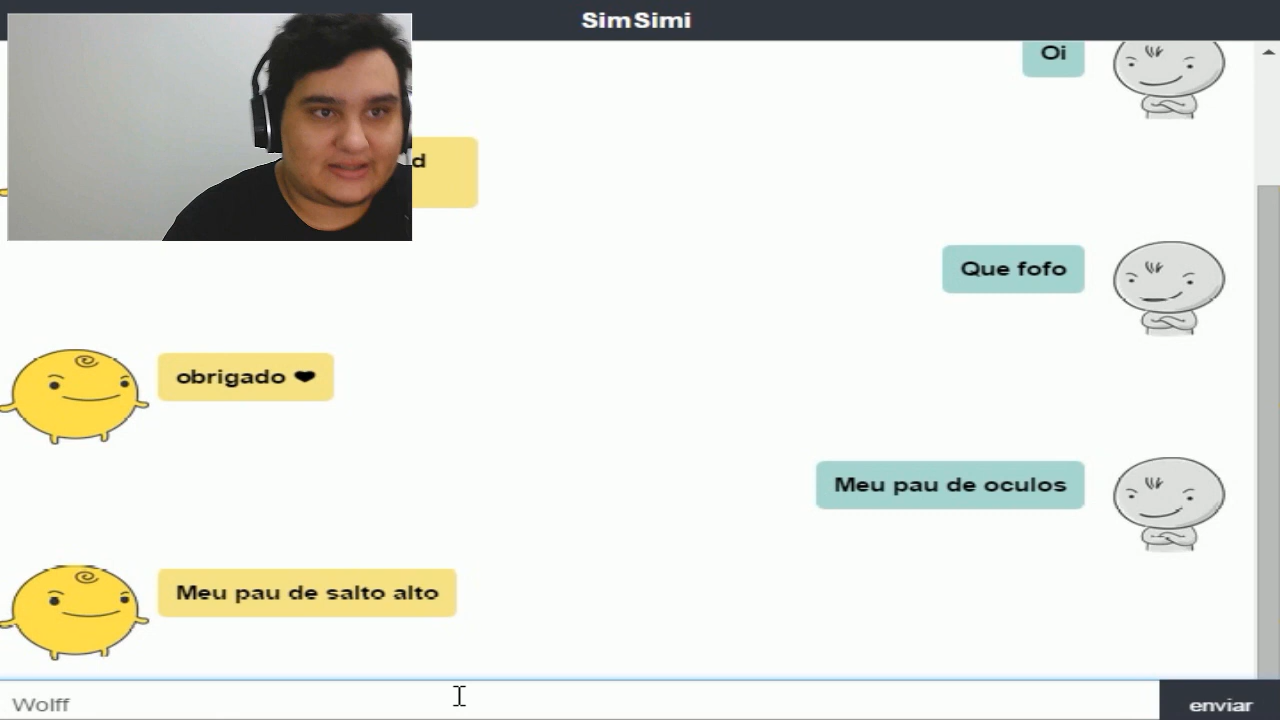 SimSimi
Oi
d
Que fofo
obrigado ❤
Meu pau de oculos
Meu pau de salto alto
Wolff
enviar